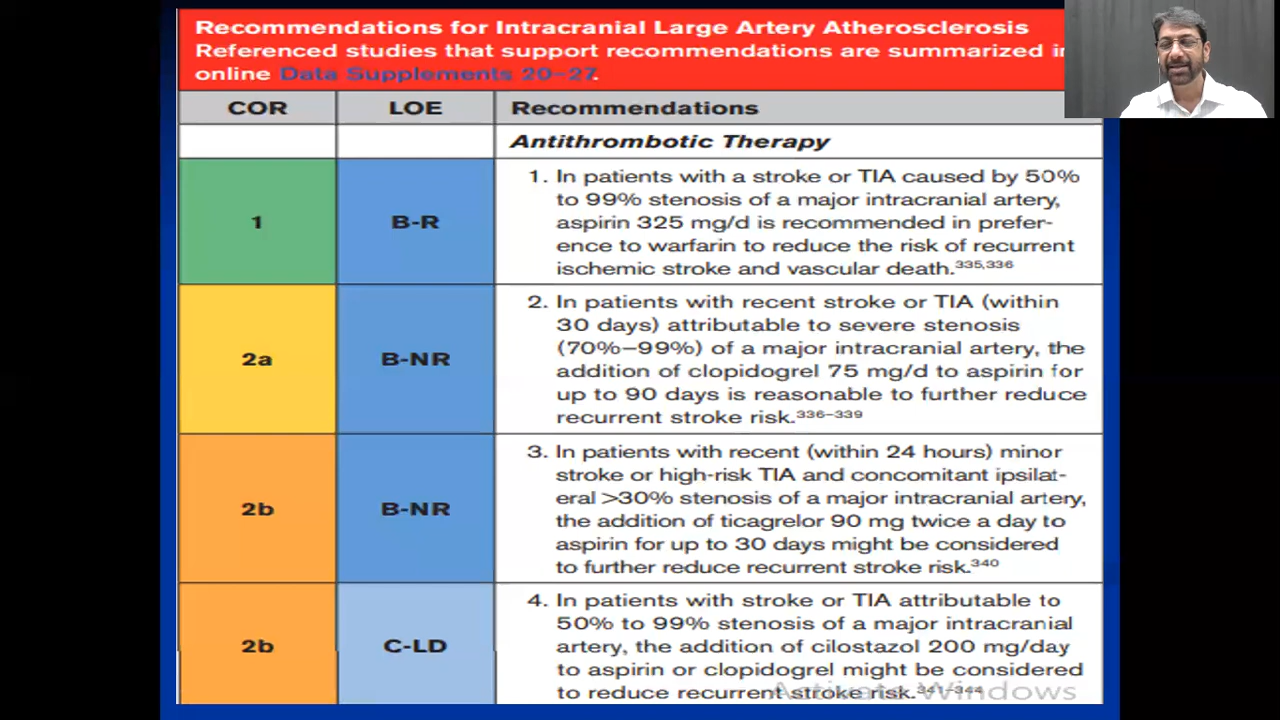 Recommendations for Intracranial Large Artery Atherosclerosis
Referenced studies that support recommendations are summarized in
online Data Supplements 20–27.
COR LOE Recommendations
Antithrombotic Therapy
1 B-R
1. In patients with a stroke or TIA caused by 50%
to 99% stenosis of a major intracranial artery,
aspirin 325 mg/d is recommended in prefer-
ence to warfarin to reduce the risk of recurrent
ischemic stroke and vascular death.335,336
2a B-NR
2. In patients with recent stroke or TIA (within
30 days) attributable to severe stenosis
(70%–99%) of a major intracranial artery, the
addition of clopidogrel 75 mg/d to aspirin for
up to 90 days is reasonable to further reduce
recurrent stroke risk.336–339
2b B-NR
3. In patients with recent (within 24 hours) minor
stroke or high-risk TIA and concomitant ipsilat-
eral >30% stenosis of a major intracranial artery,
the addition of ticagrelor 90 mg twice a day to
aspirin for up to 30 days might be considered
to further reduce recurrent stroke risk.340
2b C-LD
4. In patients with stroke or TIA attributable to
50% to 99% stenosis of a major intracranial
artery, the addition of cilostazol 200 mg/day
to aspirin or clopidogrel might be considered
to reduce recurrent stroke risk.341–344
Activate Windows